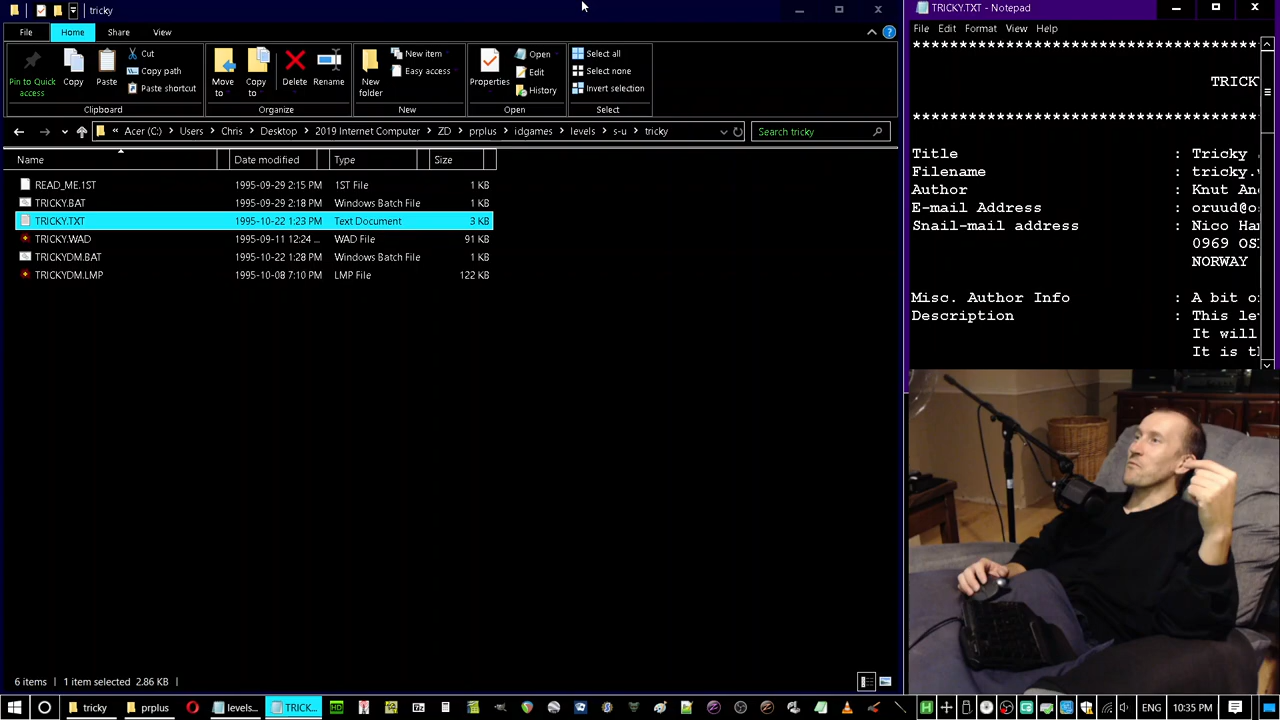 tricky
File Home Share View
Pin to Quick access
Copy
Paste
Cut
Copy path
Paste shortcut
Clipboard
Move to
Copy to
Delete
Rename
Organize
New folder
New item
Easy access
New
Properties
Open
Edit
History
Open
Select all
Select none
Invert selection
Select
« Acer (C:) > Users > Chris > Desktop > 2019 Internet Computer > ZD > prplus > idgames > levels > s-u > tricky
Search tricky
Name Date modified Type Size
READ_ME.1ST 1995-09-29 2:15 PM 1ST File 1 KB
TRICKY.BAT 1995-09-29 2:18 PM Windows Batch File 1 KB
TRICKY.TXT 1995-10-22 1:23 PM Text Document 3 KB
TRICKY.WAD 1995-09-11 12:24 ... WAD File 91 KB
TRICKYDM.BAT 1995-10-22 1:28 PM Windows Batch File 1 KB
TRICKYDM.LMP 1995-10-08 7:10 PM LMP File 122 KB
6 items 1 item selected 2.86 KB
TRICKY.TXT - Notepad
File Edit Format View Help
*******************************
TRICK
*******************************
Title : Tricky
Filename : tricky.
Author : Knut An
E-mail Address : oruud@o
Snail-mail address : Nico Ha
0969 OS
NORWAY
Misc. Author Info : A bit o
Description : This le
It will
It is t
tricky
prplus
levels...
TRICK...
ENG
10:35 PM